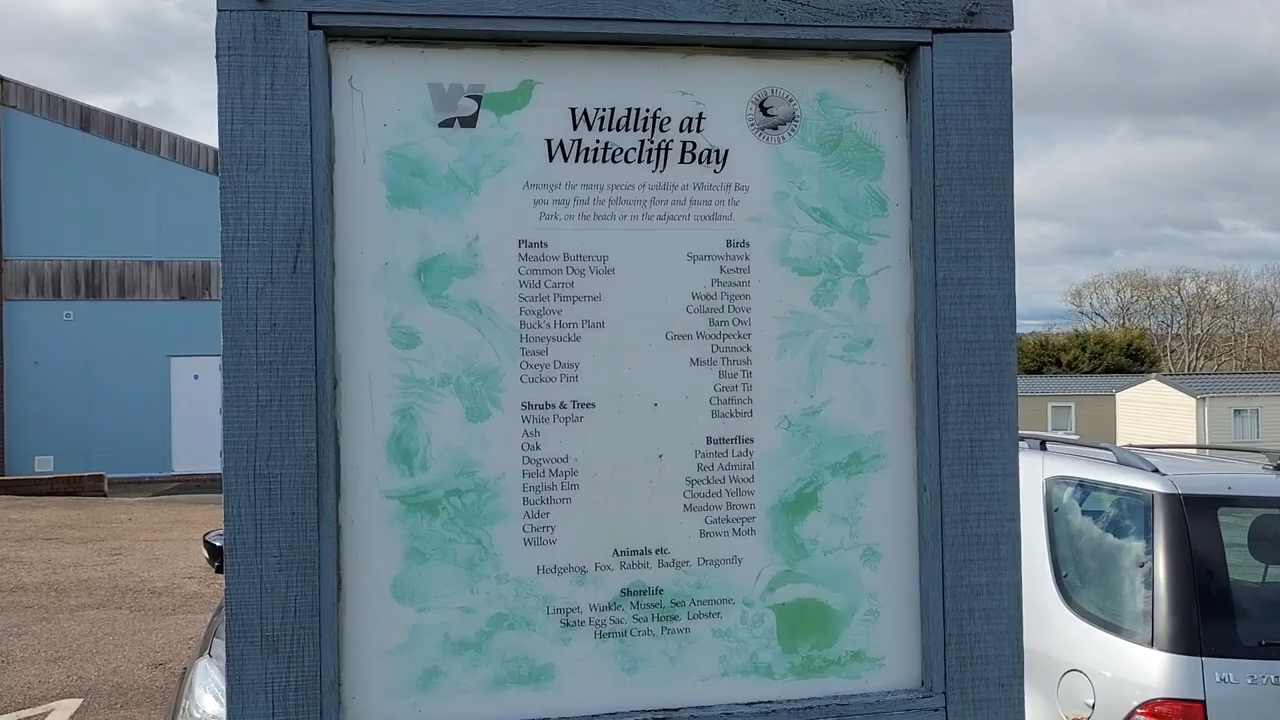 W
DAVID BELLAMY
CONSERVATION AWARD
Wildlife at
Whitecliff Bay
Amongst the many species of wildlife at Whitecliff Bay
you may find the following flora and fauna on the
Park, on the beach or in the adjacent woodland.
Plants
Meadow Buttercup
Common Dog Violet
Wild Carrot
Scarlet Pimpernel
Foxglove
Buck's Horn Plant
Honeysuckle
Teasel
Oxeye Daisy
Cuckoo Pint
Shrubs & Trees
White Poplar
Ash
Oak
Dogwood
Field Maple
English Elm
Buckthorn
Alder
Cherry
Willow
Birds
Sparrowhawk
Kestrel
Pheasant
Wood Pigeon
Collared Dove
Barn Owl
Green Woodpecker
Dunnock
Mistle Thrush
Blue Tit
Great Tit
Chaffinch
Blackbird
Butterflies
Painted Lady
Red Admiral
Speckled Wood
Clouded Yellow
Meadow Brown
Gatekeeper
Brown Moth
Animals etc.
Hedgehog, Fox, Rabbit, Badger, Dragonfly
Shorelife
Limpet, Winkle, Mussel, Sea Anemone,
Skate Egg Sac, Sea Horse, Lobster,
Hermit Crab, Prawn
ML 270